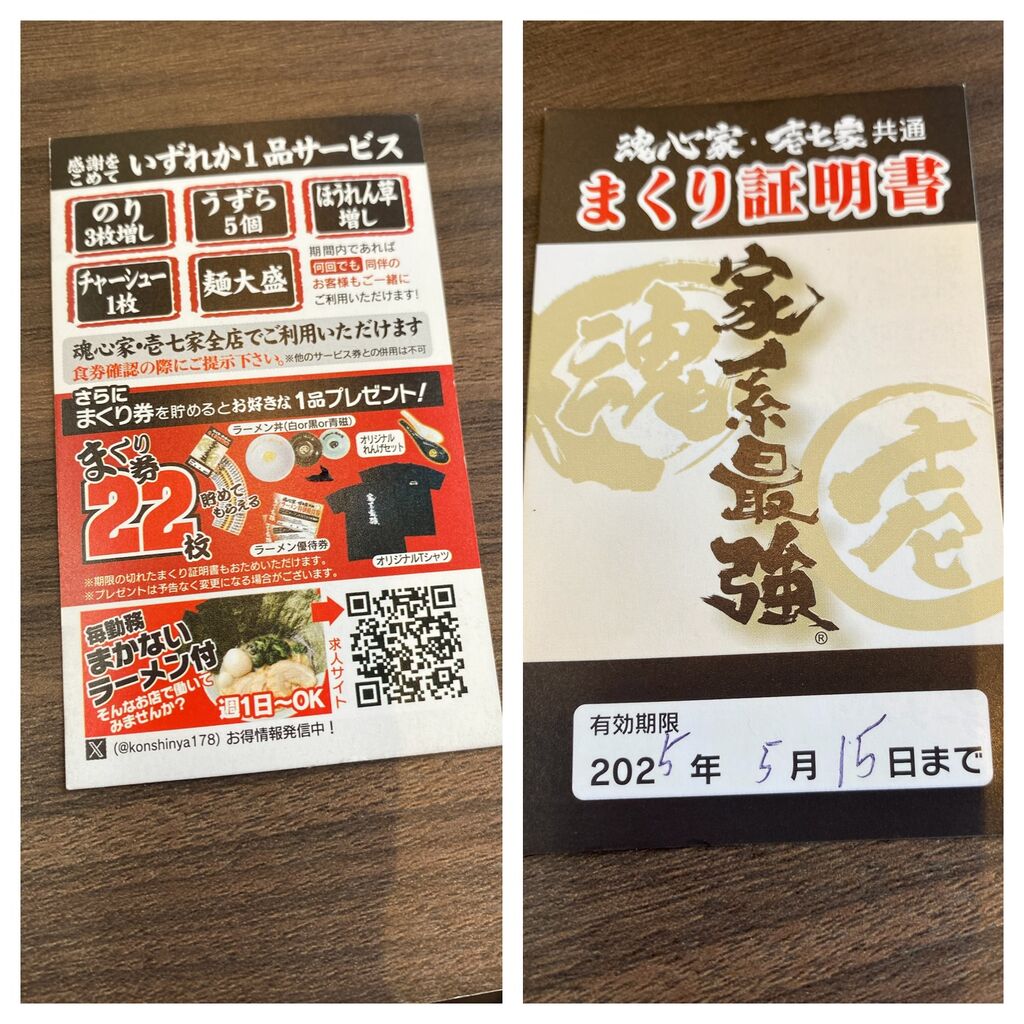 感謝を
こめて いずれか1品サービス
のり
3枚増し
うずら
5個
ほうれん草
増し
チャーシュー
1枚
麺大盛
期間内であれば
何回でも 同伴の
お客様もご一緒に
ご利用いただけます!
魂心家・壱七家全店でご利用いただけます
食券確認の際にご提示下さい。※他のサービス券との併用は不可
さらに
まくり券を貯めるとお好きな1品プレゼント!
まくり券
22枚
貯めて
もらえる
ラーメン丼(白or黒or青磁)
オリジナル
れんげセット
ラーメン優待券
オリジナルTシャツ
※期限の切れたまくり証明書もおためいただけます。
※プレゼントは予告なく変更になる場合がございます。
毎勤務
まかない
ラーメン付
そんなお店で働いて
みませんか?
週1日〜OK
求人サイト
X (@konshinya178) お得情報発信中!
魂心家・壱七家 共通
まくり証明書
魂
壱
家系最強
®
有効期限
2025年 5月15日まで